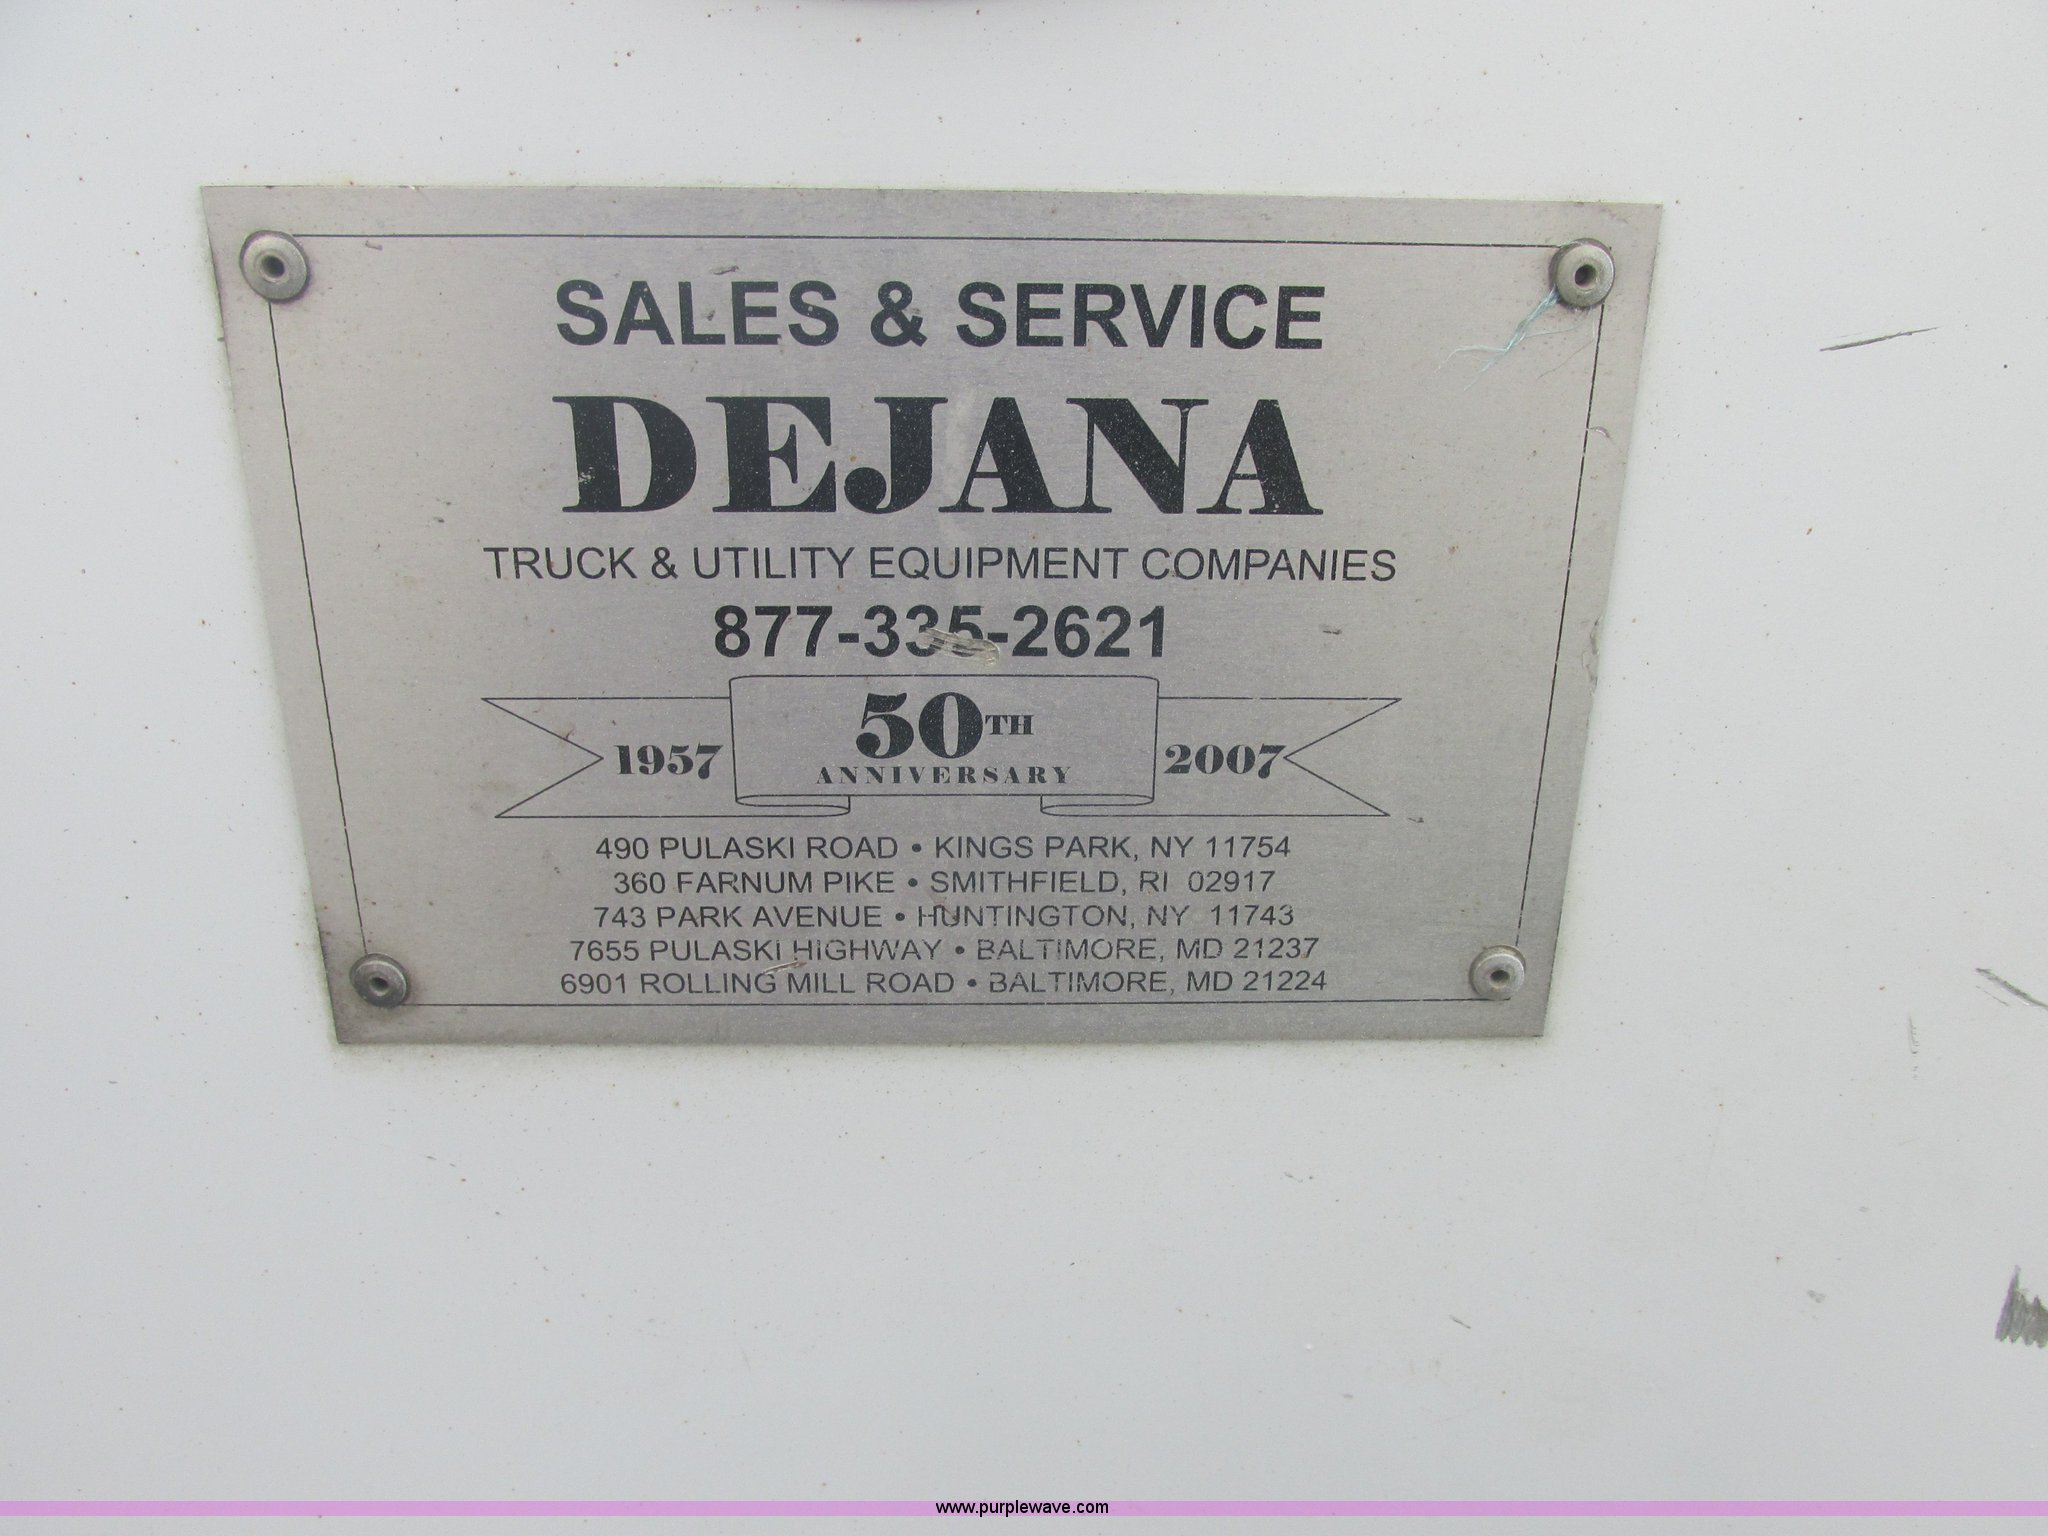 SALES & SERVICE
DEJANA
TRUCK & UTILITY EQUIPMENT COMPANIES
877-335-2621
1957 50TH 2007
ANNIVERSARY
490 PULASKI ROAD • KINGS PARK, NY 11754
360 FARNUM PIKE • SMITHFIELD, RI 02917
743 PARK AVENUE • HUNTINGTON, NY 11743
7655 PULASKI HIGHWAY • BALTIMORE, MD 21237
6901 ROLLING MILL ROAD • BALTIMORE, MD 21224
www.purplewave.com